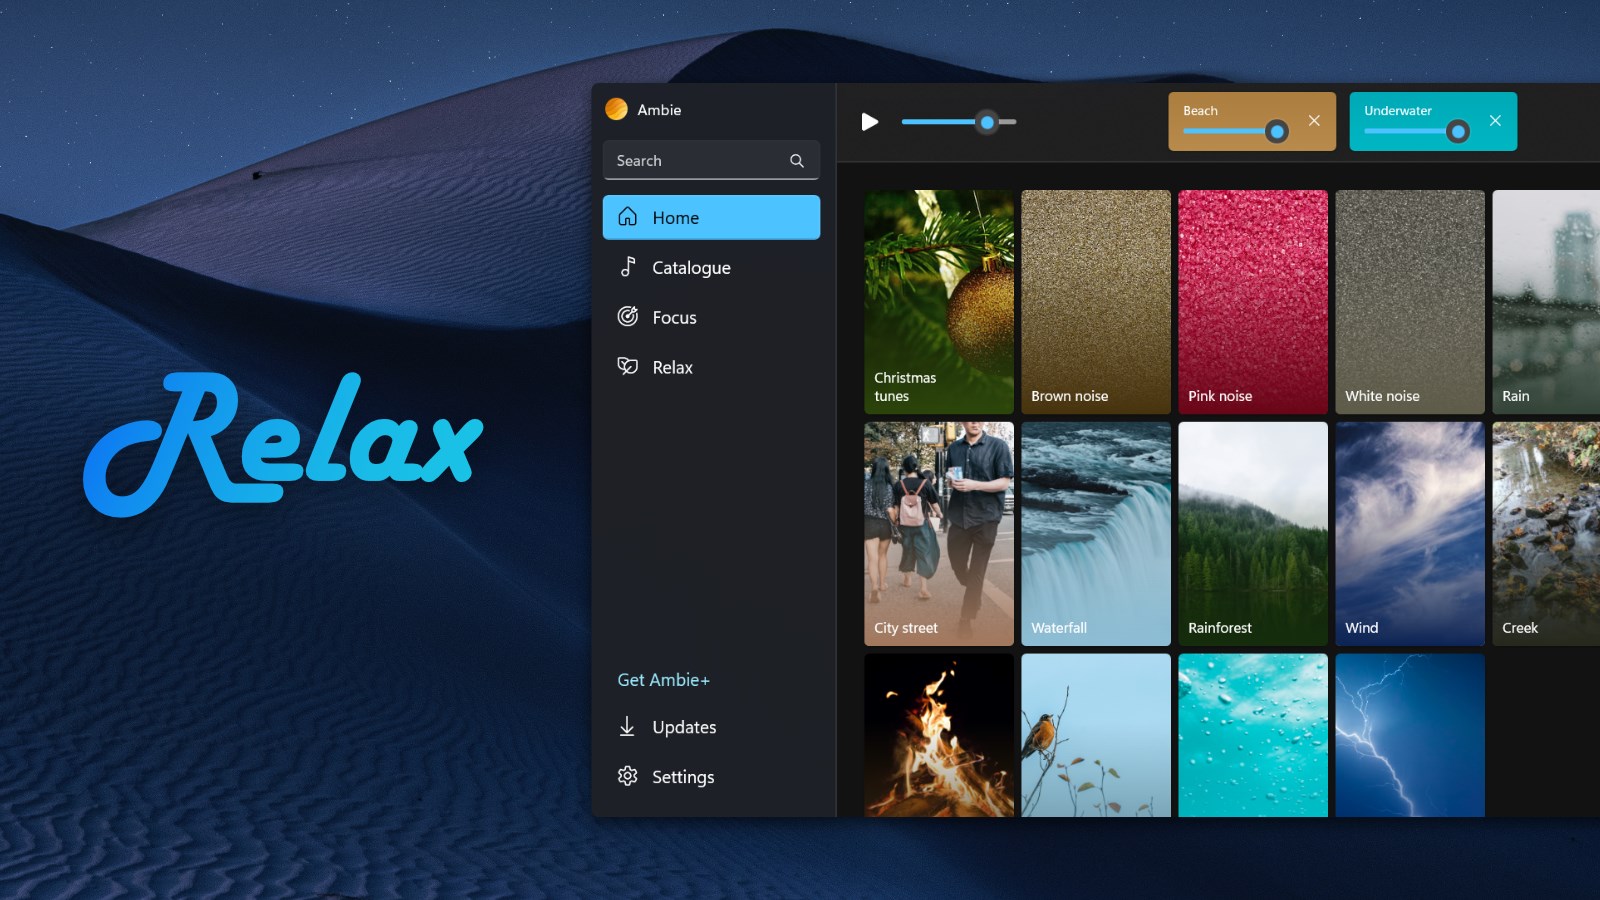 Relax
Ambie
Search
Home
Catalogue
Focus
Relax
Get Ambie+
Updates
Settings
Beach
Underwater
Christmas
tunes
Brown noise
Pink noise
White noise
Rain
City street
Waterfall
Rainforest
Wind
Creek